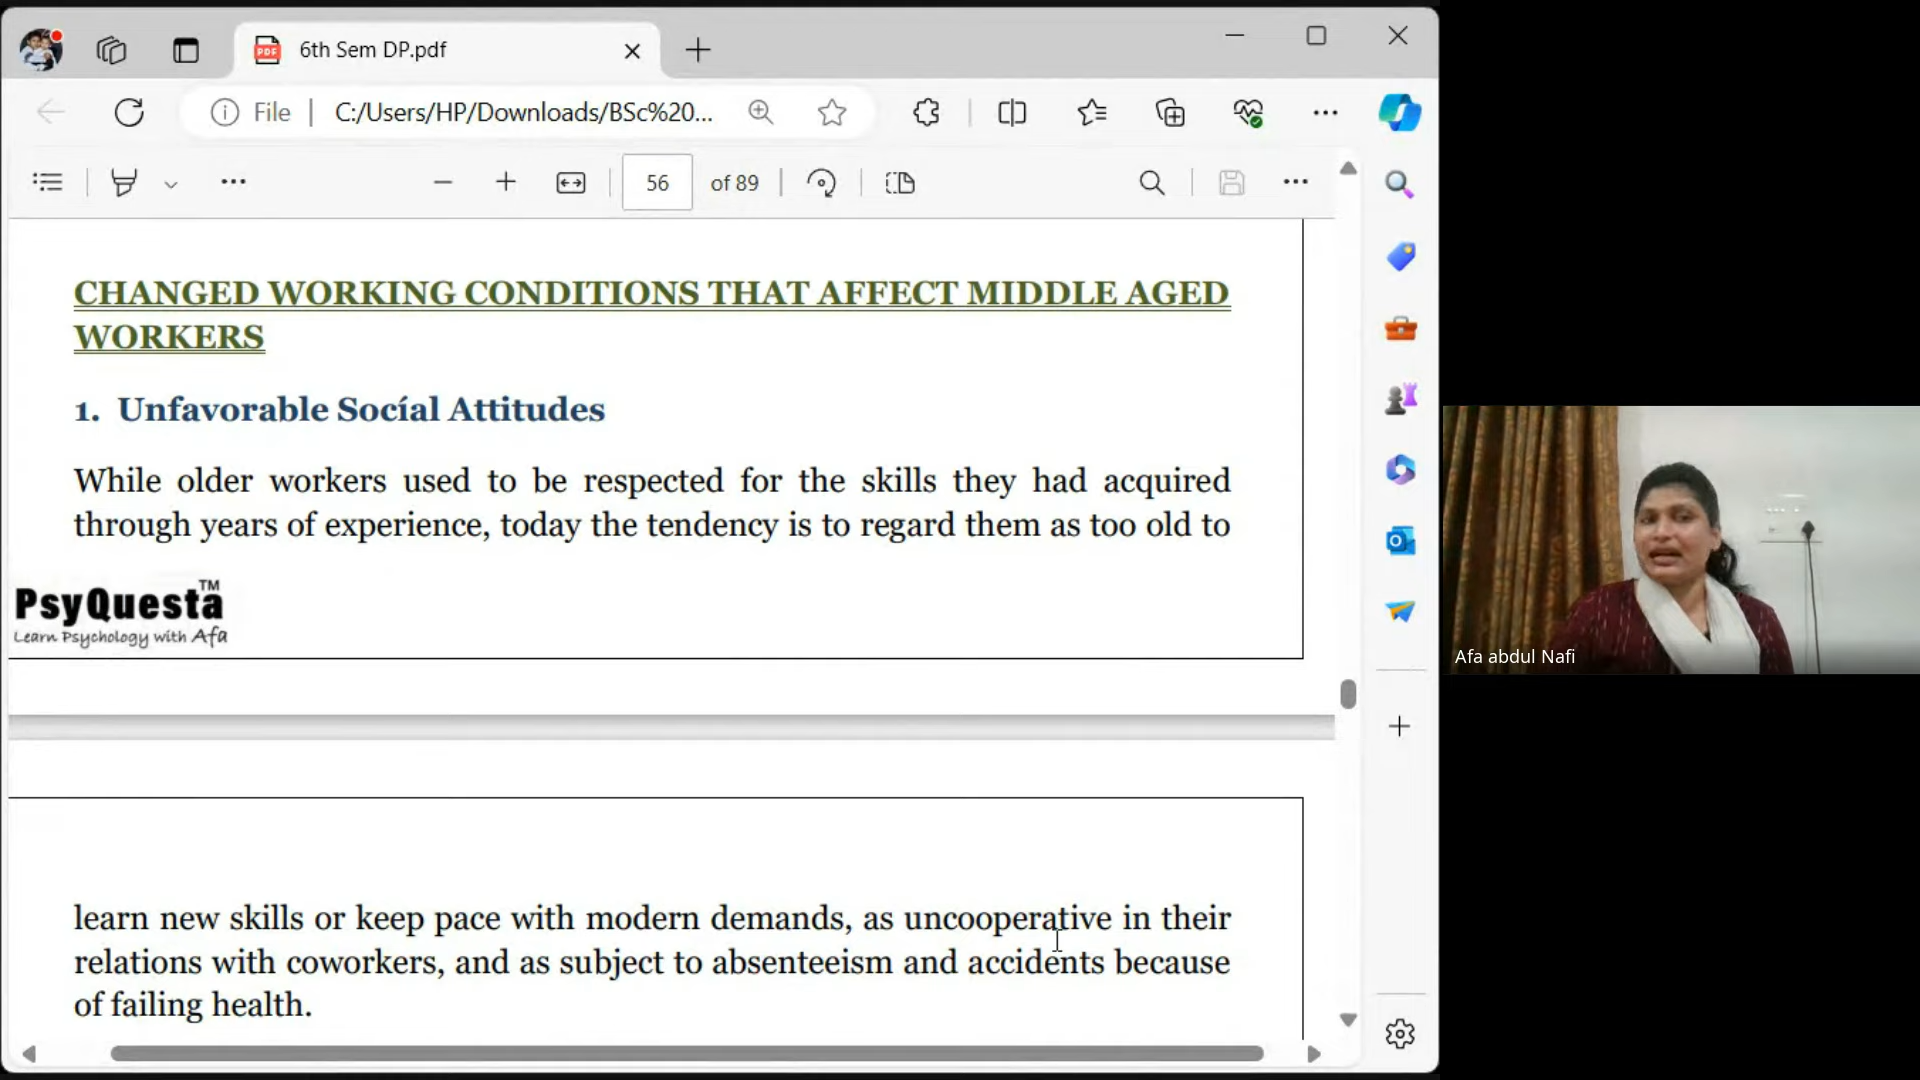 6th Sem DP.pdf
File
C:/Users/HP/Downloads/BSc%20...
56 of 89
CHANGED WORKING CONDITIONS THAT AFFECT MIDDLE AGED
WORKERS
1. Unfavorable Socíal Attitudes
While older workers used to be respected for the skills they had acquired
through years of experience, today the tendency is to regard them as too old to
PsyQuesta TM
Learn Psychology with Afa
learn new skills or keep pace with modern demands, as uncooperative in their
relations with coworkers, and as subject to absenteeism and accidents because
of failing health.
Afa abdul Nafi